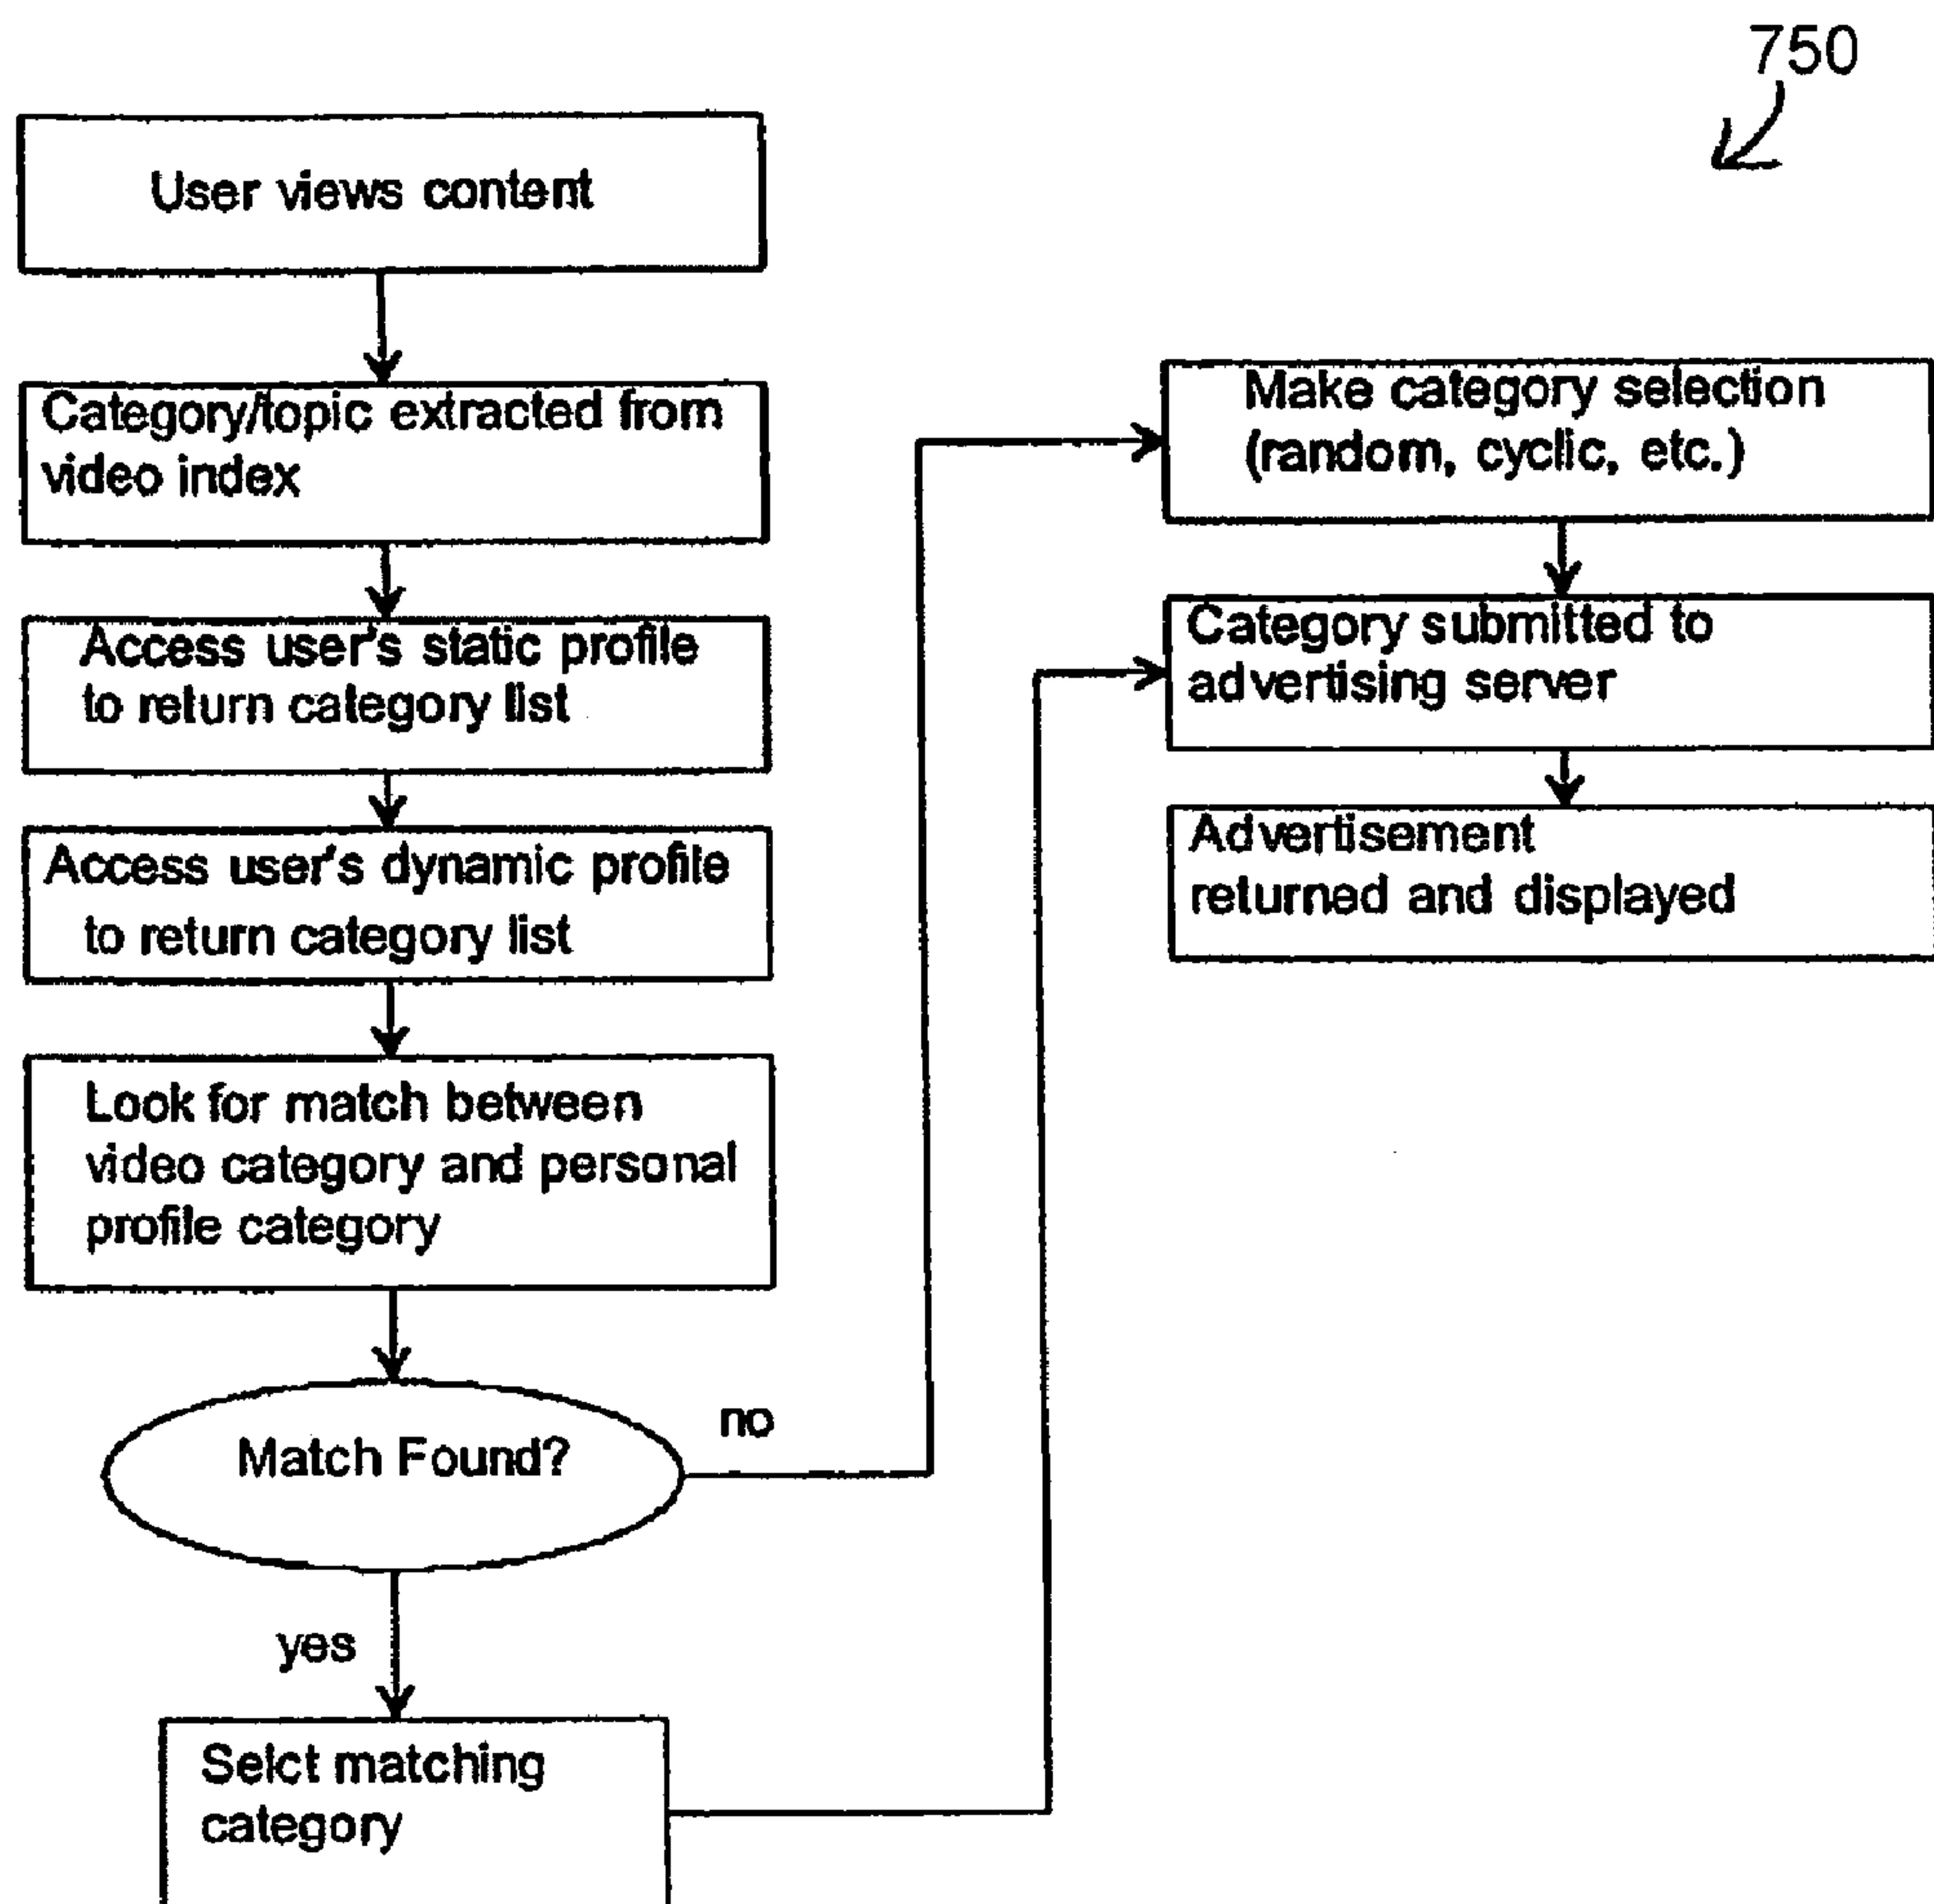 750
User views content
Category/topic extracted from
video index
Access user's static profile
to return category list
Access user's dynamic profile
to return category list
Look for match between
video category and personal
profile category
Match Found?
no
yes
Selct matching
category
Make category selection
(random, cyclic, etc.)
Category submitted to
advertising server
Advertisement
returned and displayed